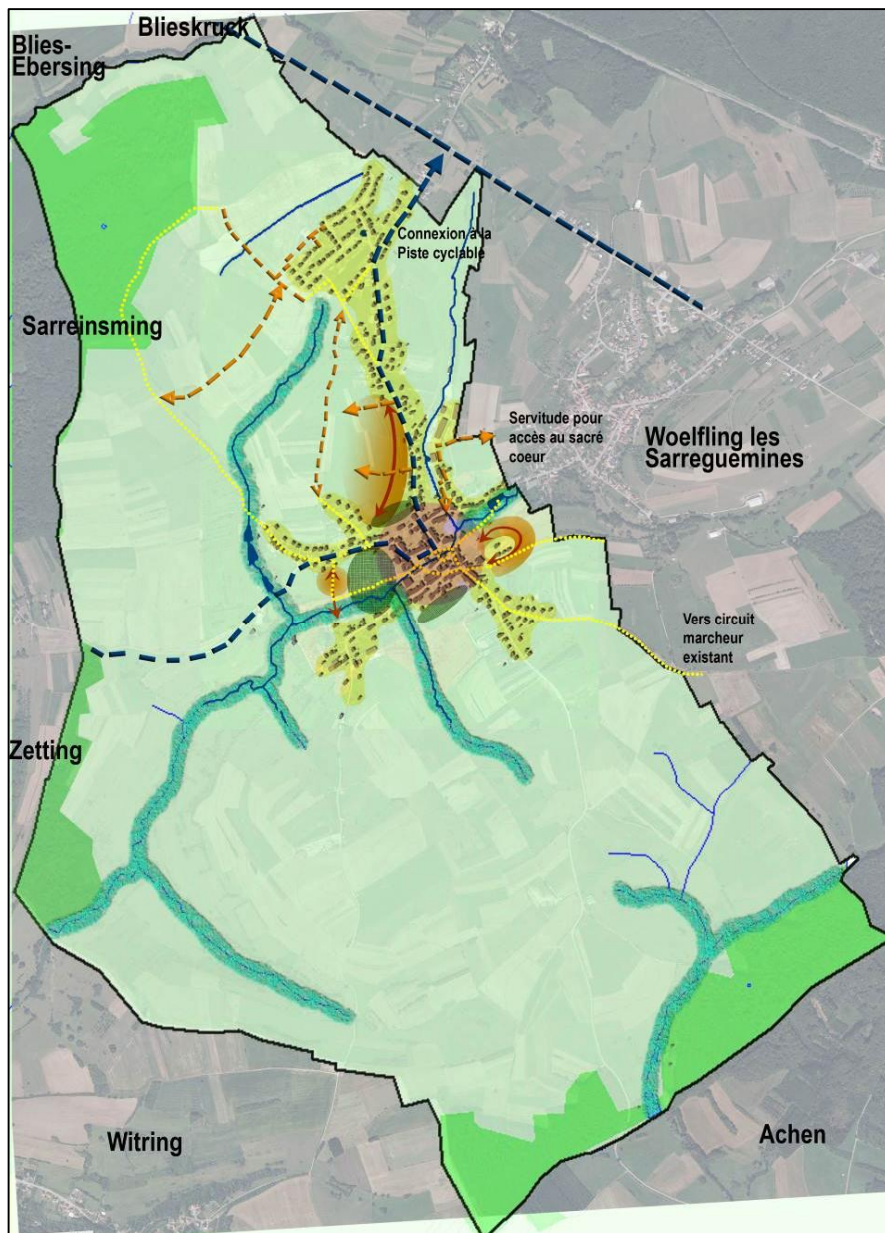 Blieskruck
Blies-
Ebersing
Connexion à la
Piste cyclable
Sarreinsming
Servitude pour
accès au sacré
coeur
Woelfling les
Sarreguemines
Vers circuit
marcheur
existant
Zetting
Witring
Achen